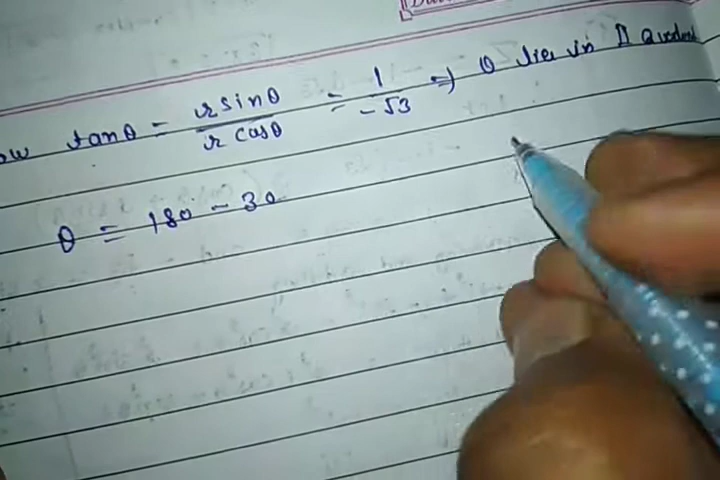 tanθ = r sinθ / r cosθ = 1 / -√3 ⇒ θ lies in II Quadrant
θ = 180 - 30